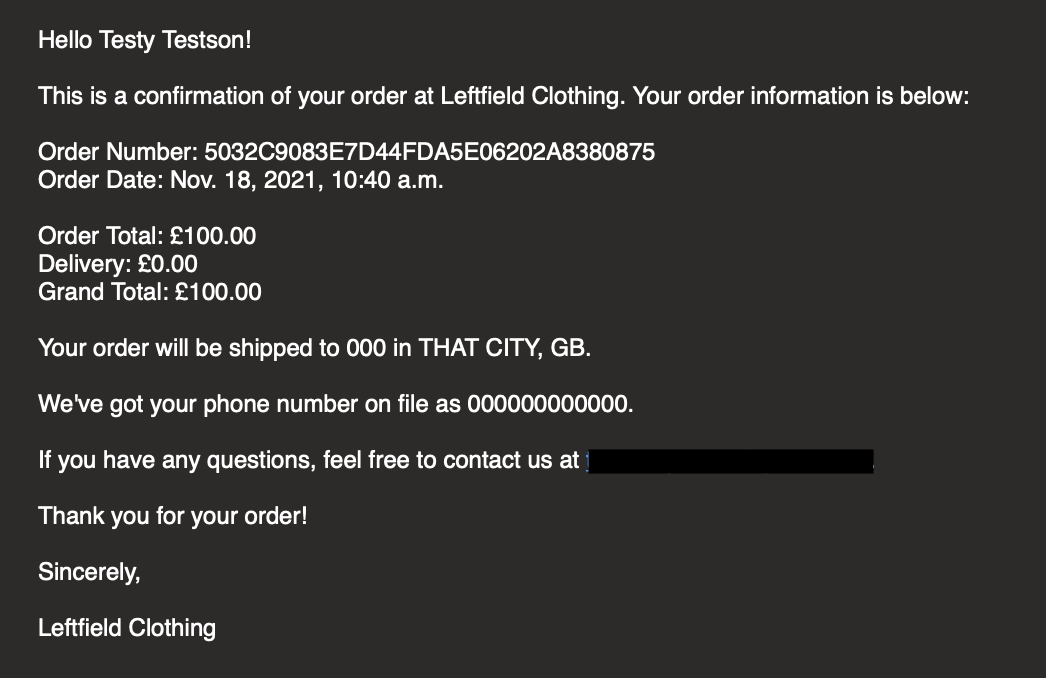 Hello Testy Testson!
This is a confirmation of your order at Leftfield Clothing. Your order information is below:
Order Number: 5032C9083E7D44FDA5E06202A8380875
Order Date: Nov. 18, 2021, 10:40 a.m.
Order Total: £100.00
Delivery: £0.00
Grand Total: £100.00
Your order will be shipped to 000 in THAT CITY, GB.
We've got your phone number on file as 000000000000.
If you have any questions, feel free to contact us at
Thank you for your order!
Sincerely,
Leftfield Clothing